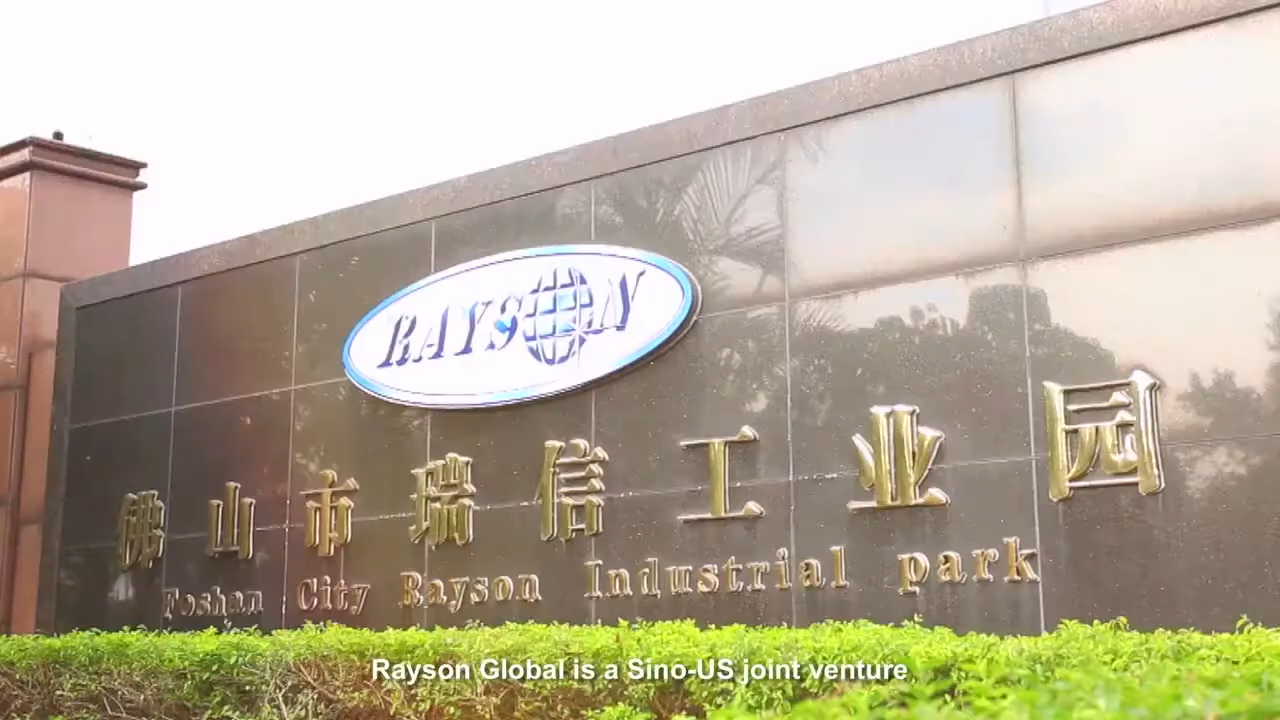 RAYSON
佛山市瑞信工业园
Foshan City Rayson Industrial park
Rayson Global is a Sino-US joint venture